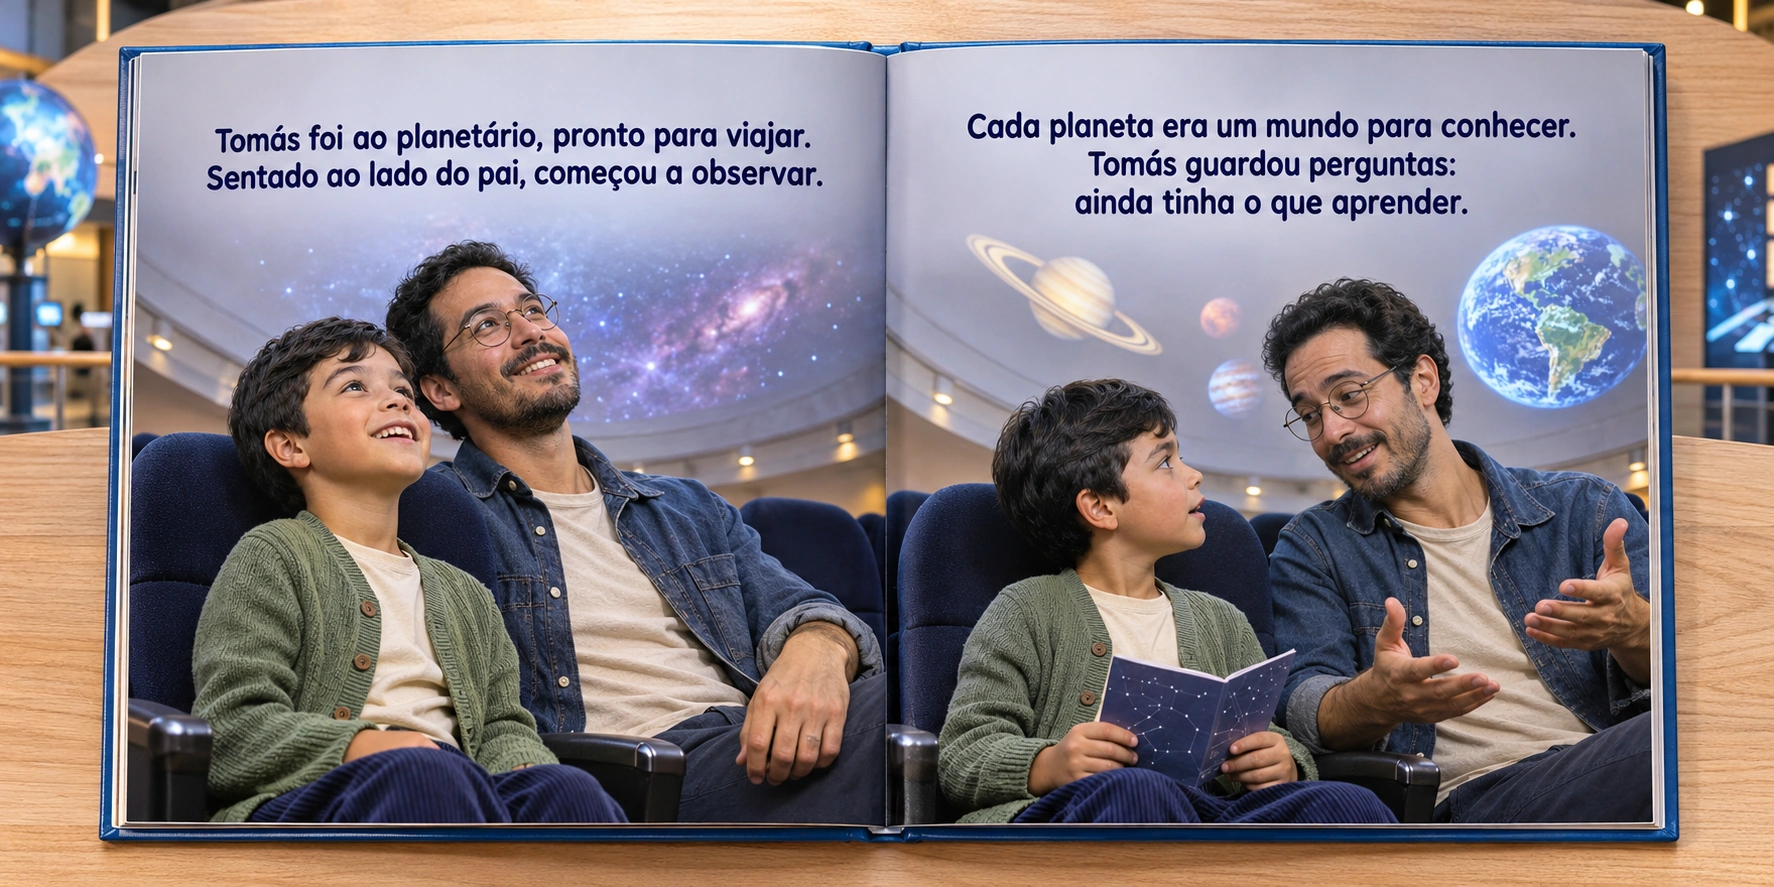 Tomás foi ao planetário, pronto para viajar.
Sentado ao lado do pai, começou a observar.
Cada planeta era um mundo para conhecer.
Tomás guardou perguntas:
ainda tinha o que aprender.